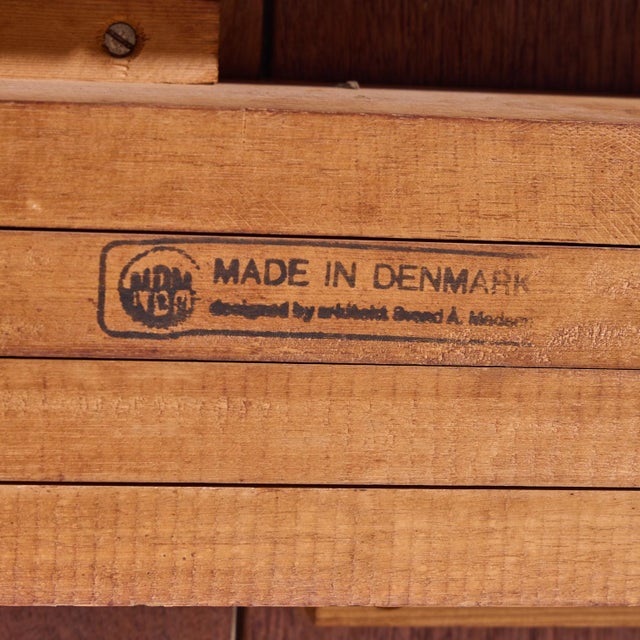 MADE IN DENMARK
designed by arkitekt Svend A. Madsen